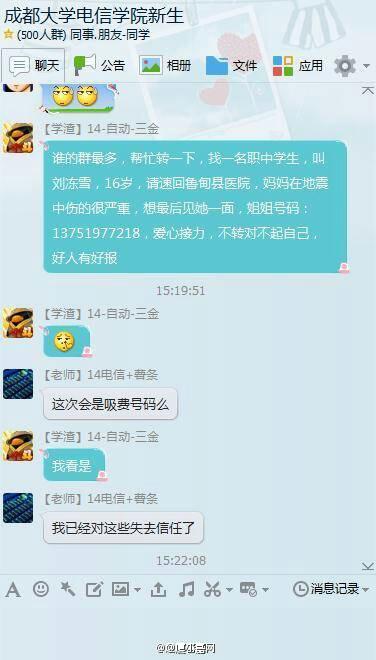 成都大学电信学院新生
(500人群) 同事.朋友-同学
聊天 公告 相册 文件 应用
【学渣】14-自动-三金
谁的群最多，帮忙转一下，找一名职中学生，叫
刘冻雪，16岁，请速回鲁甸县医院，妈妈在地震
中伤的很严重，想最后见她一面，姐姐号码：
13751977218，爱心接力，不转对不起自己，
好人有好报
15:19:51
【学渣】14-自动-三金
【老师】14电信+蓉条
这次会是吸费号码么
【学渣】14-自动-三金
我看是
【老师】14电信+蓉条
我已经对这些失去信任了
15:22:08
A 消息记录